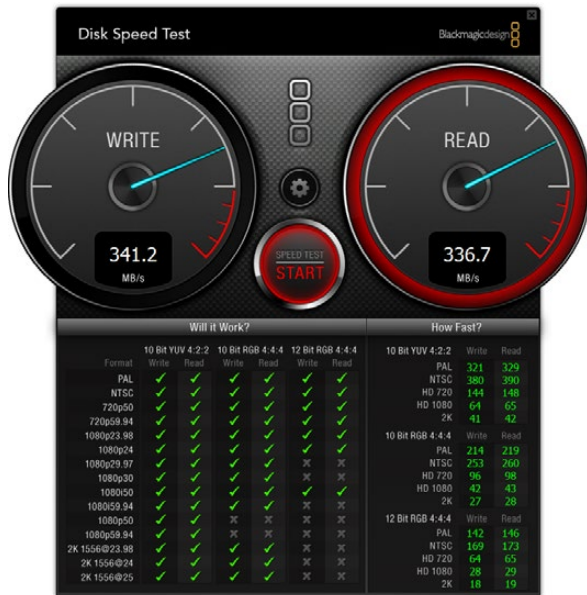 Disk Speed Test
Blackmagicdesign
WRITE
READ
341.2
MB/s
SPEED TEST
START
336.7
MB/s
Will it Work?
10 Bit YUV 4:2:2 10 Bit RGB 4:4:4 12 Bit RGB 4:4:4
Format Write Read Write Read Write Read
PAL ✓ ✓ ✓ ✓ ✓ ✓
NTSC ✓ ✓ ✓ ✓ ✓ ✓
720p50 ✓ ✓ ✓ ✓ ✓ ✓
720p59.94 ✓ ✓ ✓ ✓ ✓ ✓
1080p23.98 ✓ ✓ ✓ ✓ ✓ ✓
1080p24 ✓ ✓ ✓ ✓ ✓ ✓
1080p29.97 ✓ ✓ ✓ ✓ x x
1080p30 ✓ ✓ ✓ ✓ x x
1080i50 ✓ ✓ ✓ ✓ ✓ ✓
1080i59.94 ✓ ✓ ✓ ✓ x x
1080p50 ✓ ✓ x x x x
1080p59.94 ✓ ✓ x x x x
2K 1556@23.98 ✓ ✓ ✓ ✓ x x
2K 1556@24 ✓ ✓ ✓ ✓ x x
2K 1556@25 ✓ ✓ ✓ ✓ x x
How Fast?
10 Bit YUV 4:2:2 Write Read
PAL 321 329
NTSC 380 390
HD 720 144 148
HD 1080 64 65
2K 41 42
10 Bit RGB 4:4:4 Write Read
PAL 214 219
NTSC 253 260
HD 720 96 98
HD 1080 42 43
2K 27 28
12 Bit RGB 4:4:4 Write Read
PAL 142 146
NTSC 169 173
HD 720 64 65
HD 1080 28 29
2K 18 19